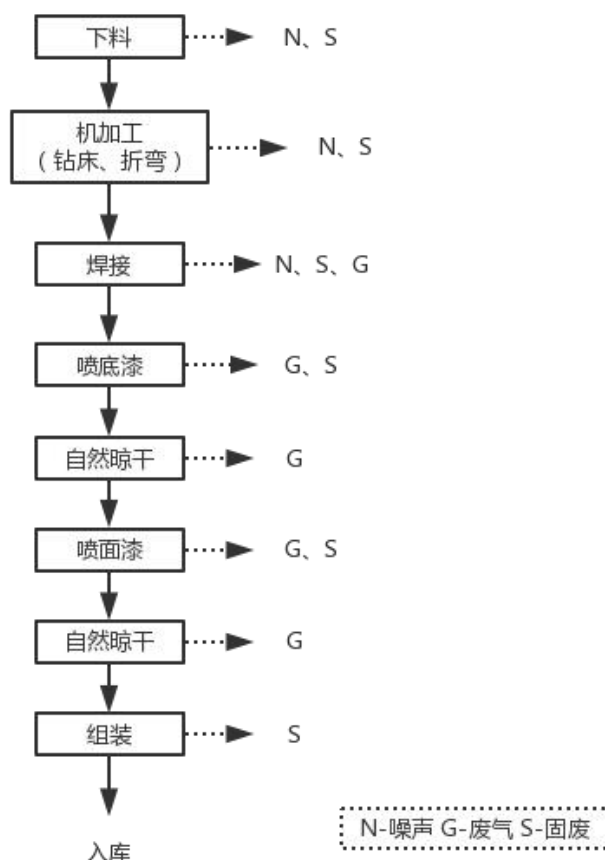 下料
N、S
机加工
（钻床、折弯）
N、S
焊接
N、S、G
喷底漆
G、S
自然晾干
G
喷面漆
G、S
自然晾干
G
组装
S
入库
N-噪声 G-废气 S-固废